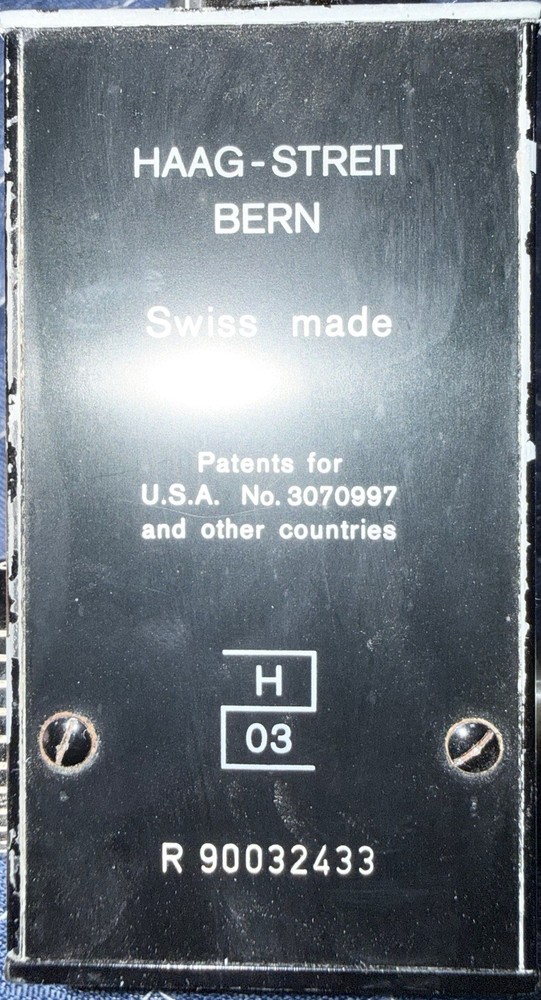 HAAG-STREIT
BERN
Swiss made
Patents for
U.S.A. No. 3070997
and other countries
H
03
R 90032433